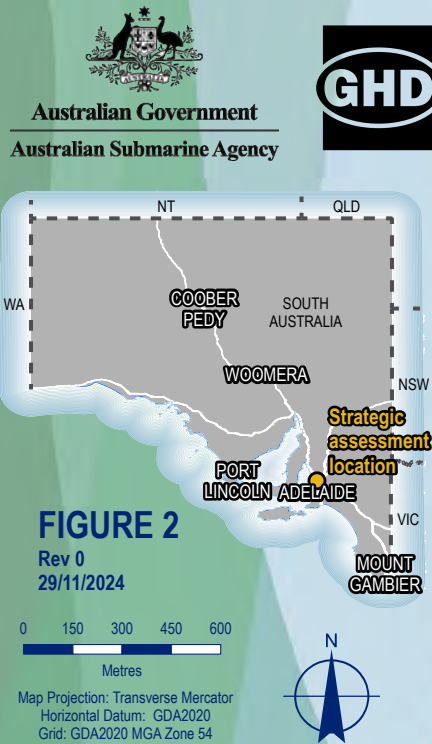 Australian Government
Australian Submarine Agency
GHD
NT
QLD
WA
COOBER
PEDY
SOUTH
AUSTRALIA
WOOMERA
NSW
Strategic
assessment
location
PORT
LINCOLN
ADELAIDE
VIC
MOUNT
GAMBIER
FIGURE 2
Rev 0
29/11/2024
0 150 300 450 600
Metres
N
Map Projection: Transverse Mercator
Horizontal Datum: GDA2020
Grid: GDA2020 MGA Zone 54